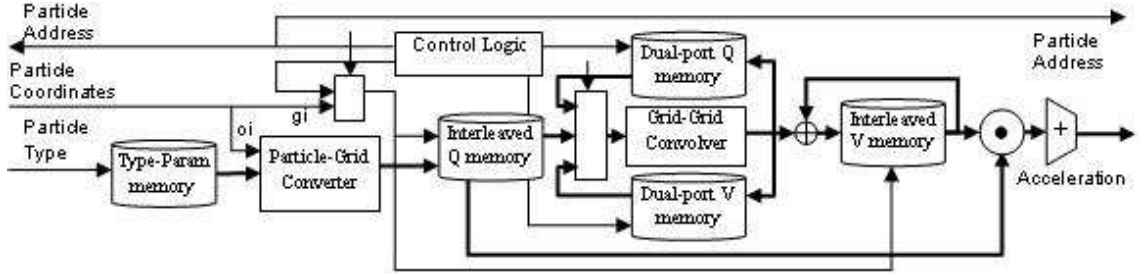 Particle
Address
Control Logic
Dual-port Q
memory
Particle
Address
Particle
Coordinates
gi
oi
Particle
Type
Type-Param
memory
Particle-Grid
Converter
Interleaved
Q memory
Grid-Grid
Convolver
+
Interleaved
V memory
+
Acceleration
Dual-port V
memory